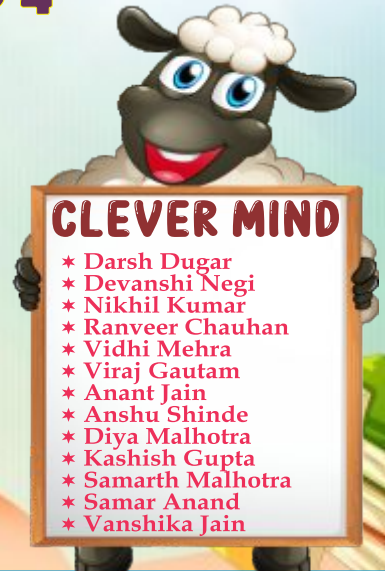 CLEVER MIND
✶ Darsh Dugar
✶ Devanshi Negi
✶ Nikhil Kumar
✶ Ranveer Chauhan
✶ Vidhi Mehra
✶ Viraj Gautam
✶ Anant Jain
✶ Anshu Shinde
✶ Diya Malhotra
✶ Kashish Gupta
✶ Samarth Malhotra
✶ Samar Anand
✶ Vanshika Jain